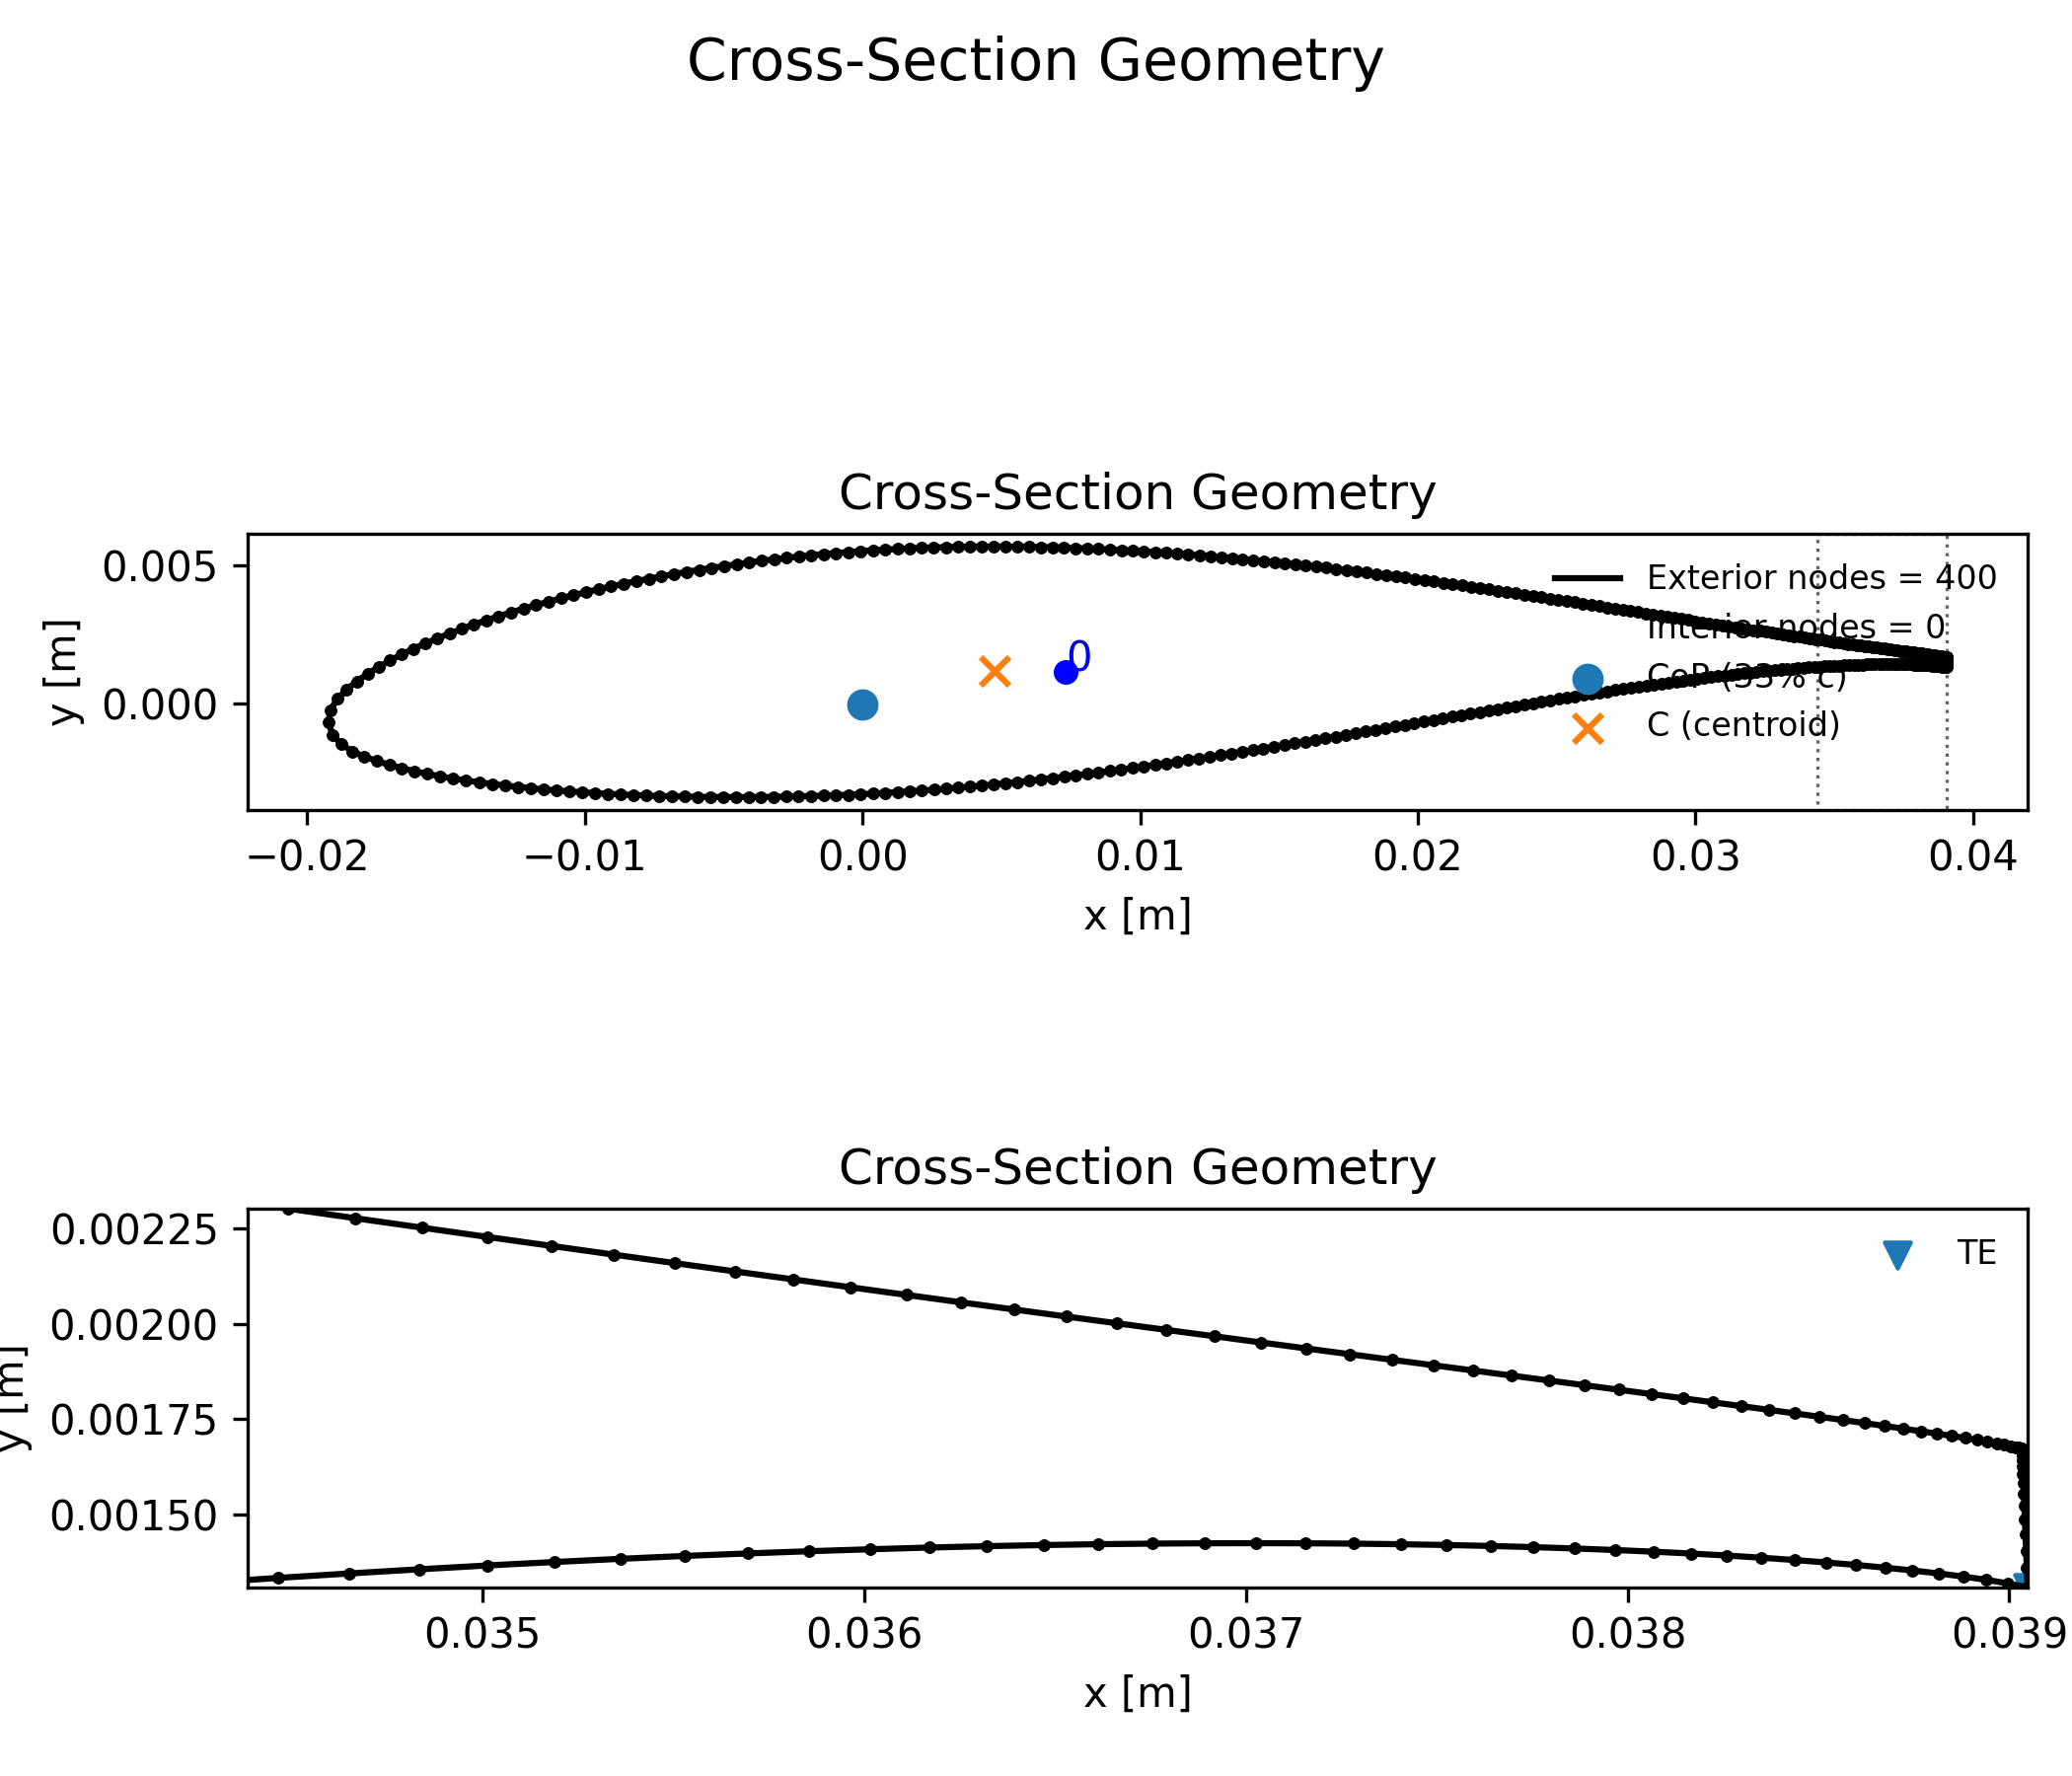 Cross-Section Geometry
Cross-Section Geometry
y [m]
0.005
0.000
0
Exterior nodes = 400
Interior nodes = 0
CoP (33% c)
C (centroid)
−0.02 −0.01 0.00 0.01 0.02 0.03 0.04
x [m]
Cross-Section Geometry
y [m]
0.00225
0.00200
0.00175
0.00150
TE
0.035 0.036 0.037 0.038 0.039
x [m]